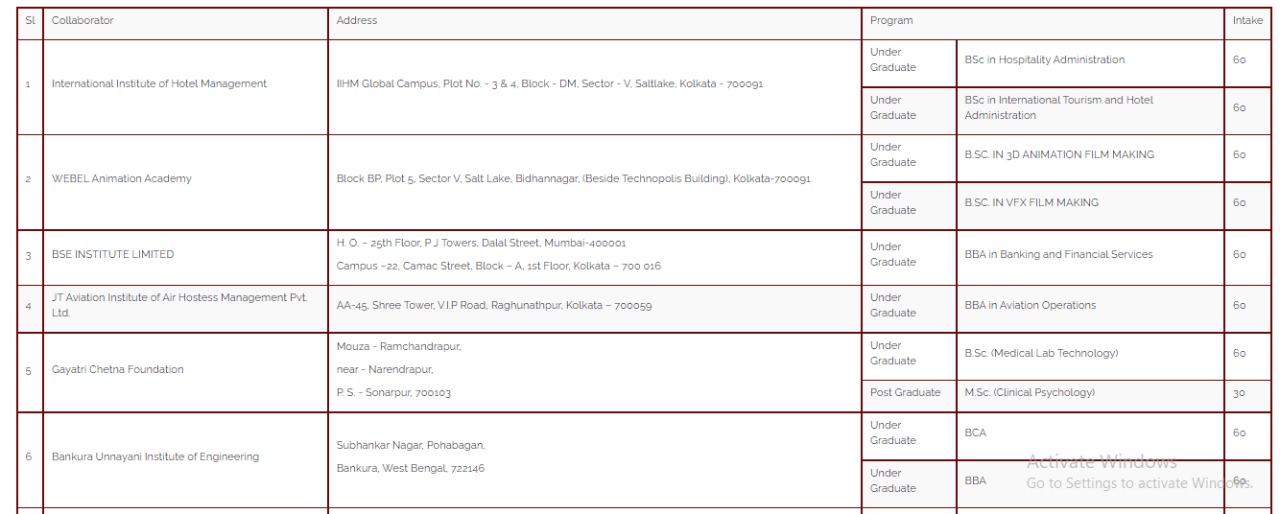 Sl Collaborator Address Program Intake
1 International Institute of Hotel Management IIHM Global Campus, Plot No. - 3 & 4, Block - DM, Sector - V, Saltlake, Kolkata - 700091
Under
Graduate
BSc in Hospitality Administration 60
Under
Graduate
BSc in International Tourism and Hotel
Administration
60
2 WEBEL Animation Academy Block BP, Plot 5, Sector V, Salt Lake, Bidhannagar, (Beside Technopolis Building), Kolkata-700091
Under
Graduate
B.SC. IN 3D ANIMATION FILM MAKING 60
Under
Graduate
B.SC. IN VFX FILM MAKING 60
3 BSE INSTITUTE LIMITED
H. O. – 25th Floor, P J Towers, Dalal Street, Mumbai-400001
Campus –22, Camac Street, Block – A, 1st Floor, Kolkata – 700 016
Under
Graduate
BBA in Banking and Financial Services 60
4
JT Aviation Institute of Air Hostess Management Pvt.
Ltd.
AA-45, Shree Tower, V.I.P Road, Raghunathpur, Kolkata – 700059
Under
Graduate
BBA in Aviation Operations 60
5 Gayatri Chetna Foundation
Mouza - Ramchandrapur,
near - Narendrapur,
P. S. - Sonarpur, 700103
Under
Graduate
B.Sc. (Medical Lab Technology) 60
Post Graduate M.Sc. (Clinical Psychology) 30
6 Bankura Unnayani Institute of Engineering
Subhankar Nagar, Pohabagan,
Bankura, West Bengal, 722146
Under
Graduate
BCA 60
Under
Graduate
BBA 60
Activate Windows
Go to Settings to activate Windows.